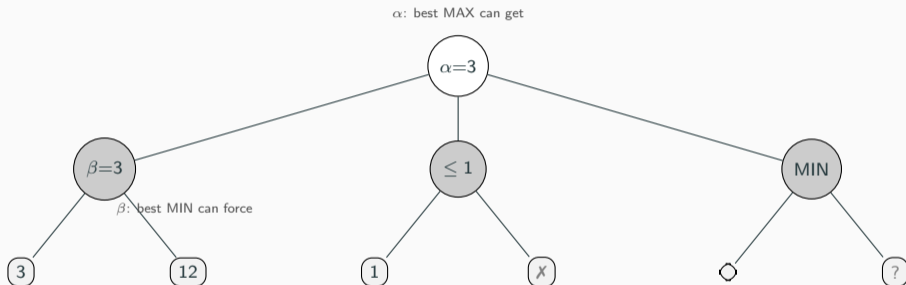 α: best MAX can get
α=3
β=3
≤ 1
MIN
β: best MIN can force
3
12
1
✗
?